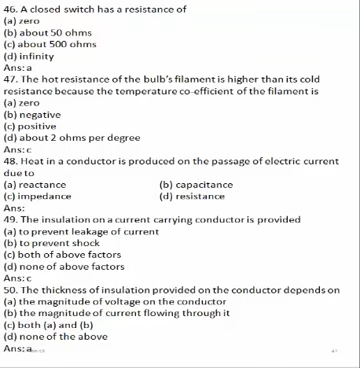 46. A closed switch has a resistance of
(a) zero
(b) about 50 ohms
(c) about 500 ohms
(d) infinity
Ans: a
47. The hot resistance of the bulb's filament is higher than its cold
resistance because the temperature co-efficient of the filament is
(a) zero
(b) negative
(c) positive
(d) about 2 ohms per degree
Ans: c
48. Heat in a conductor is produced on the passage of electric current
due to
(a) reactance (b) capacitance
(c) impedance (d) resistance
Ans:
49. The insulation on a current carrying conductor is provided
(a) to prevent leakage of current
(b) to prevent shock
(c) both of above factors
(d) none of above factors
Ans: c
50. The thickness of insulation provided on the conductor depends on
(a) the magnitude of voltage on the conductor
(b) the magnitude of current flowing through it
(c) both (a) and (b)
(d) none of the above
Ans: a